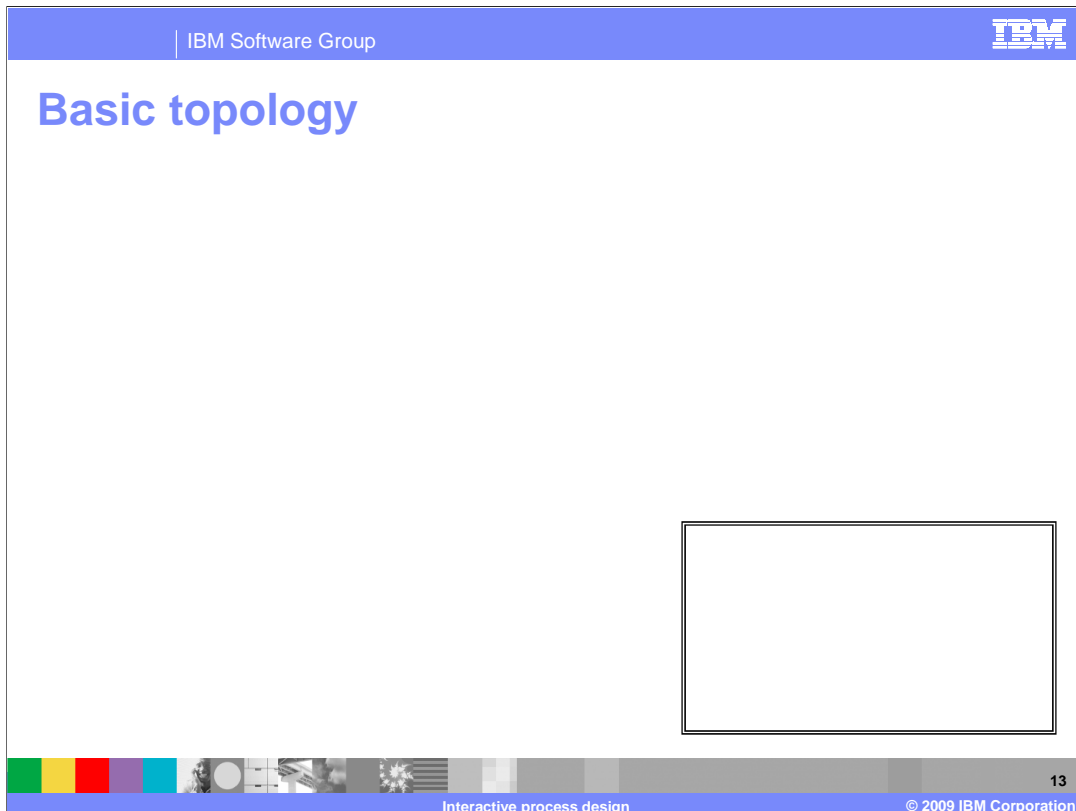 IBM Software Group
IBM
Basic topology
13
Interactive process design
© 2009 IBM Corporation